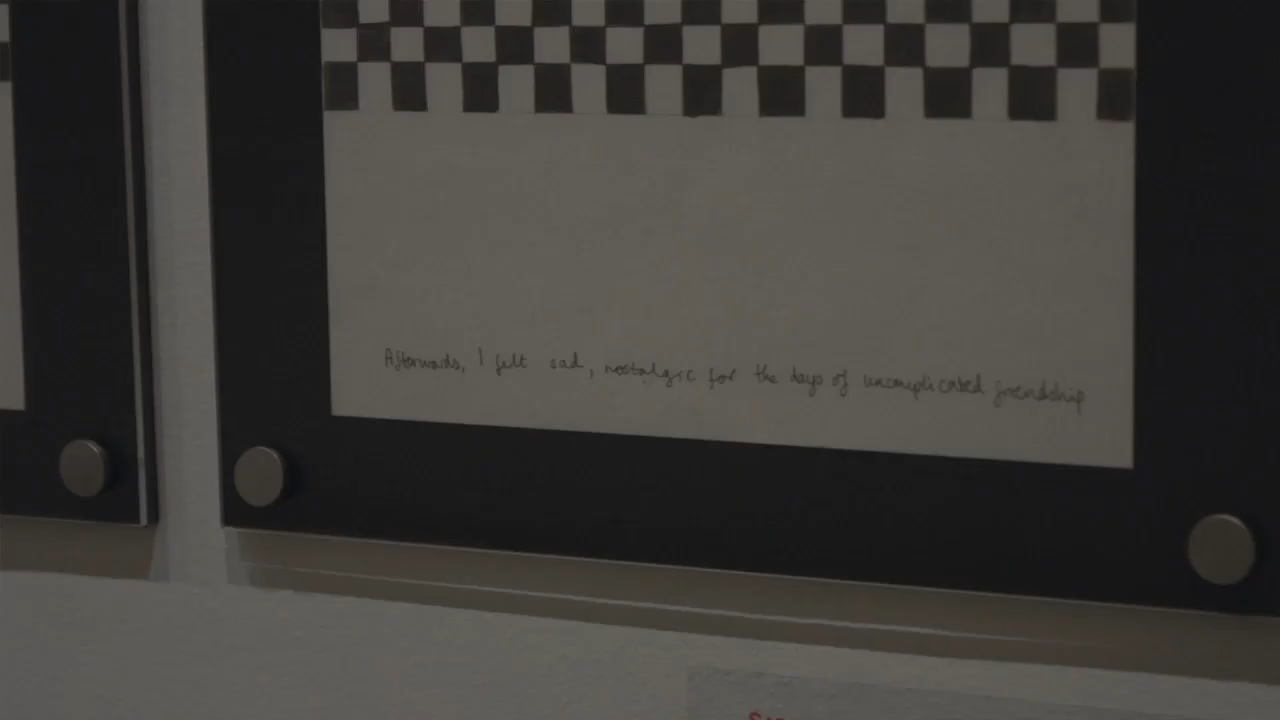 Afterwards, I felt sad, nostalgic for the days of uncomplicated friendship